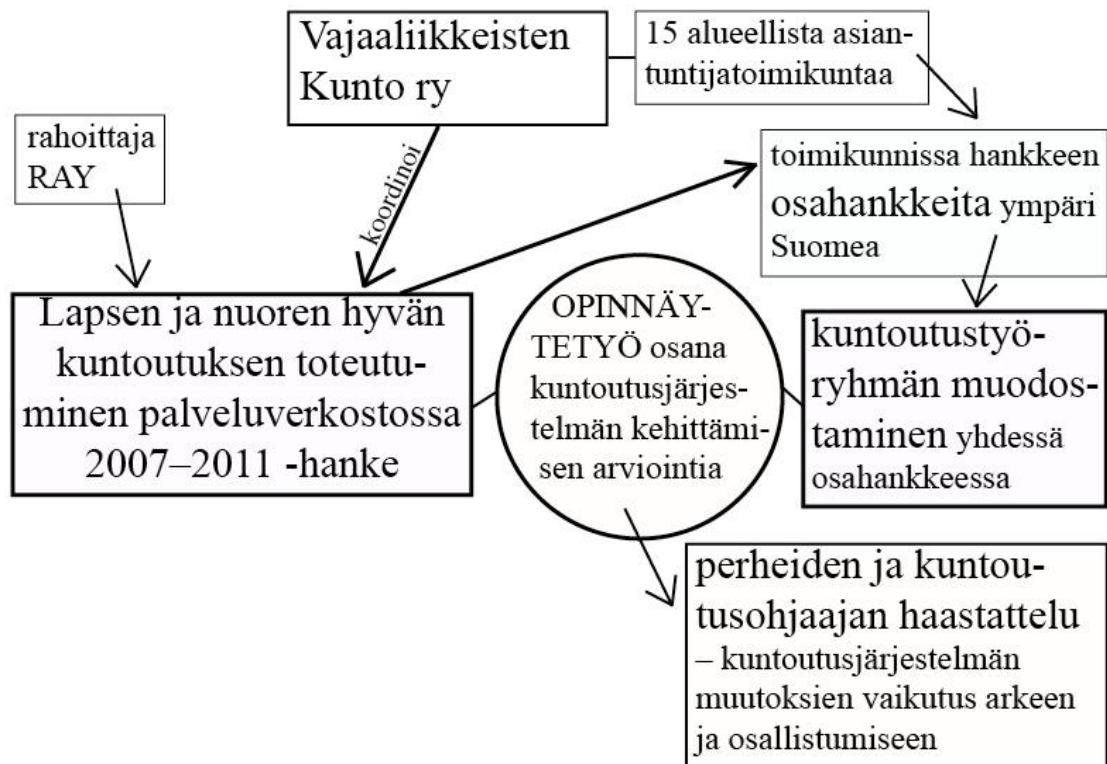 Vajaaliikkeisten
Kunto ry
15 alueellista asian-
tuntijatoimikuntaa
rahoittaja
RAY
koordinoi
toimikunnissa hankkeen
osahankkeita ympäri
Suomea
Lapsen ja nuoren hyvän
kuntoutuksen toteutu-
minen palveluverkostossa
2007–2011 -hanke
OPINNÄY-
TETYÖ osana
kuntoutusjärjes-
telmän kehittämi-
sen arviointia
kuntoutustyö-
ryhmän muodos-
taminen yhdessä
osahankkeessa
perheiden ja kuntou-
tusohjaajan haastattelu
– kuntoutusjärjestelmän
muutoksien vaikutus arkeen
ja osallistumiseen